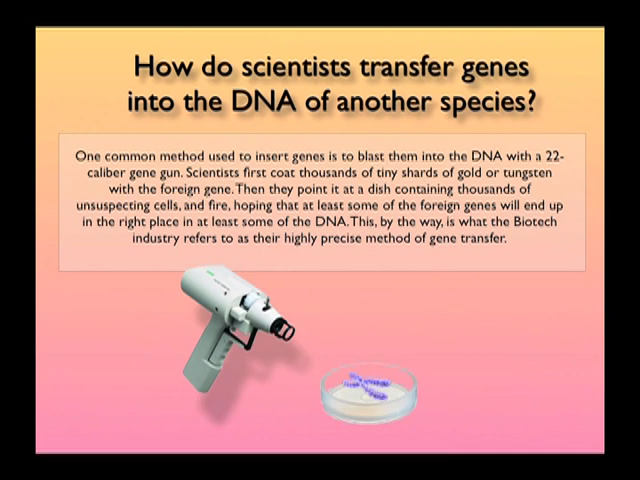 How do scientists transfer genes
into the DNA of another species?
One common method used to insert genes is to blast them into the DNA with a 22-
caliber gene gun. Scientists first coat thousands of tiny shards of gold or tungsten
with the foreign gene. Then they point it at a dish containing thousands of
unsuspecting cells, and fire, hoping that at least some of the foreign genes will end up
in the right place in at least some of the DNA. This, by the way, is what the Biotech
industry refers to as their highly precise method of gene transfer.